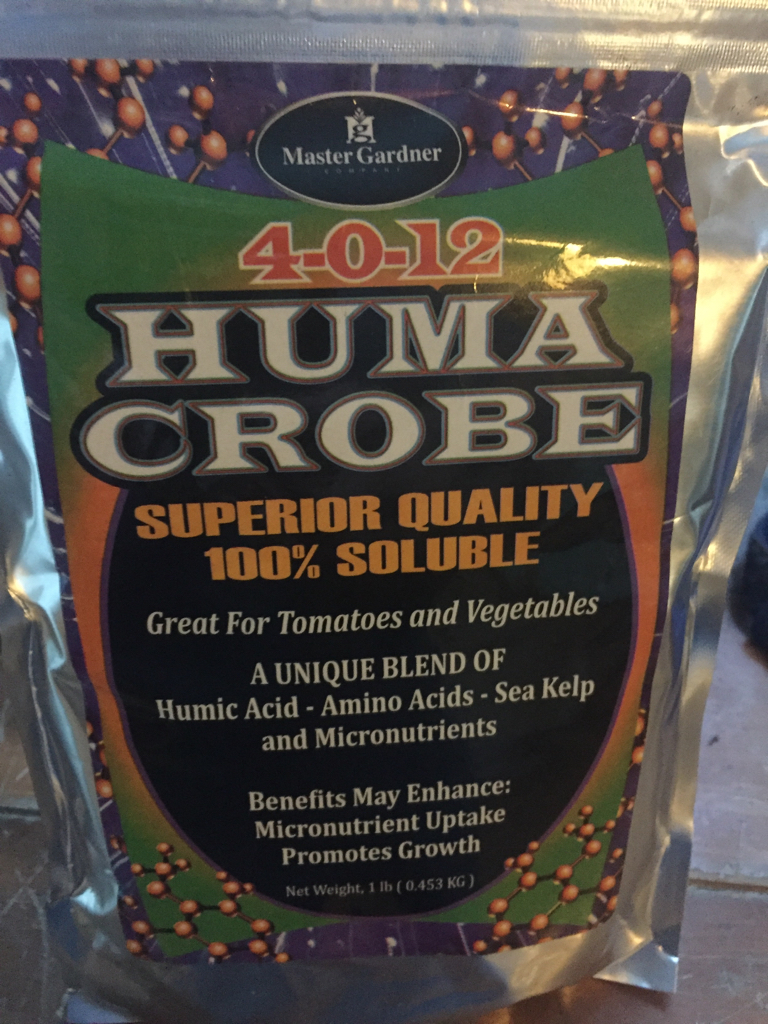 g
Master Gardner
COMPANY
4-0-12
HUMA
CROBE
SUPERIOR QUALITY
100% SOLUBLE
Great For Tomatoes and Vegetables
A UNIQUE BLEND OF
Humic Acid - Amino Acids - Sea Kelp
and Micronutrients
Benefits May Enhance:
Micronutrient Uptake
Promotes Growth
Net Weight, 1 lb ( 0.453 KG )